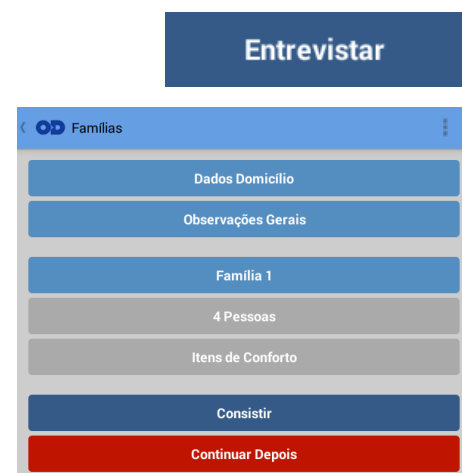 Entrevistar
OD Famílias
Dados Domicílio
Observações Gerais
Família 1
4 Pessoas
Itens de Conforto
Consistir
Continuar Depois